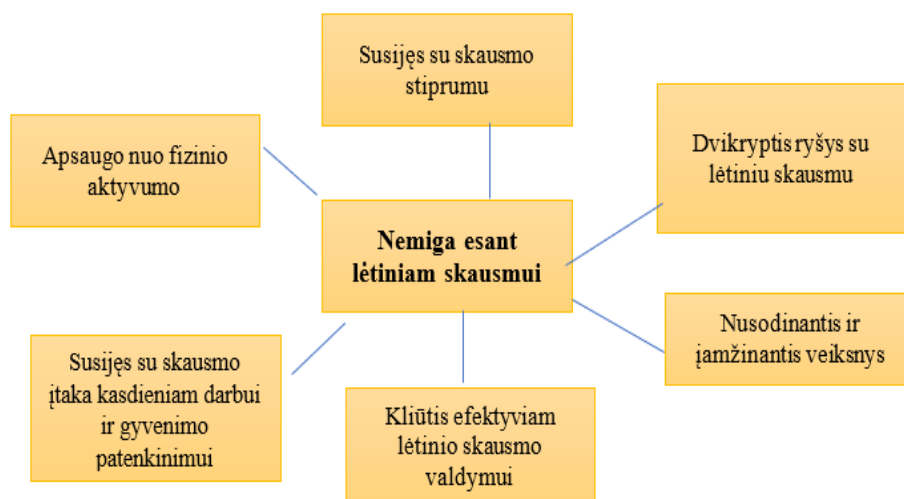 Susijęs su skausmo
stiprumu
Apsaugo nuo fizinio
aktyvumo
Dvikryptis ryšys su
lėtiniu skausmu
Nemiga esant
lėtiniam skausmui
Nusodinantis ir
įamžinantis veiksnys
Susijęs su skausmo
įtaka kasdieniam darbui
ir gyvenimo
patenkinimui
Kliūtis efektyviam
lėtinio skausmo
valdymui